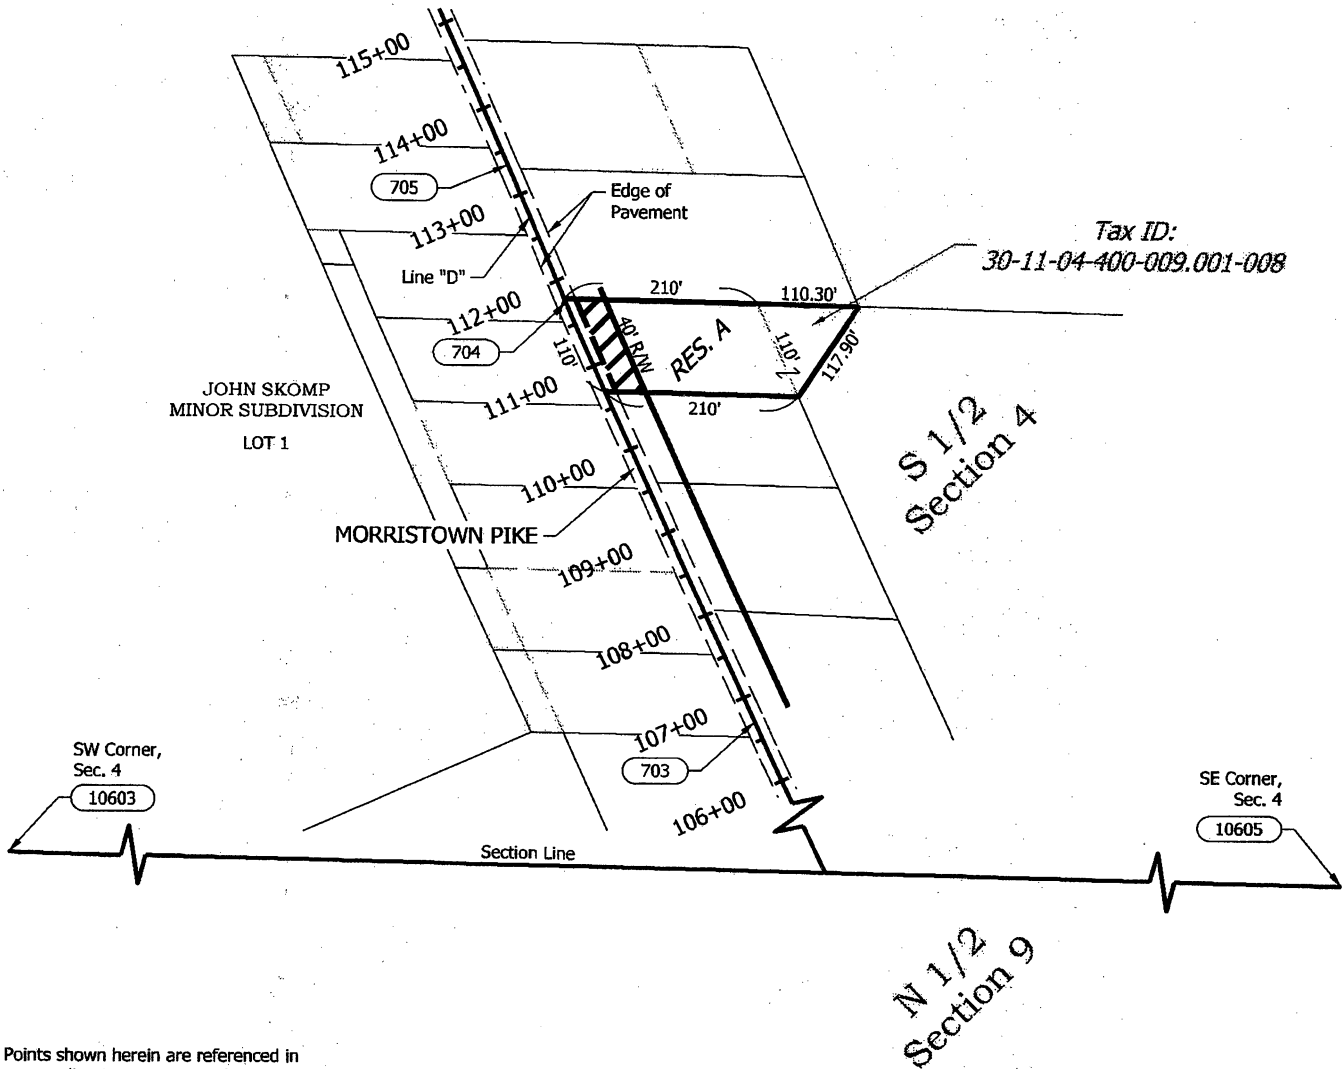 115+00
114+00
705
Edge of
Pavement
113+00
Tax ID:
30-11-04-400-009.001-008
Line "D"
210'
110.30'
112+00
704
110'
40' R/W
RES. A
110'
117.90'
JOHN SKOMP
MINOR SUBDIVISION
LOT 1
111+00
210'
S 1/2
Section 4
110+00
MORRISTOWN PIKE
109+00
108+00
107+00
703
SW Corner,
Sec. 4
10603
106+00
SE Corner,
Sec. 4
10605
Section Line
N 1/2
Section 9
Points shown herein are referenced in